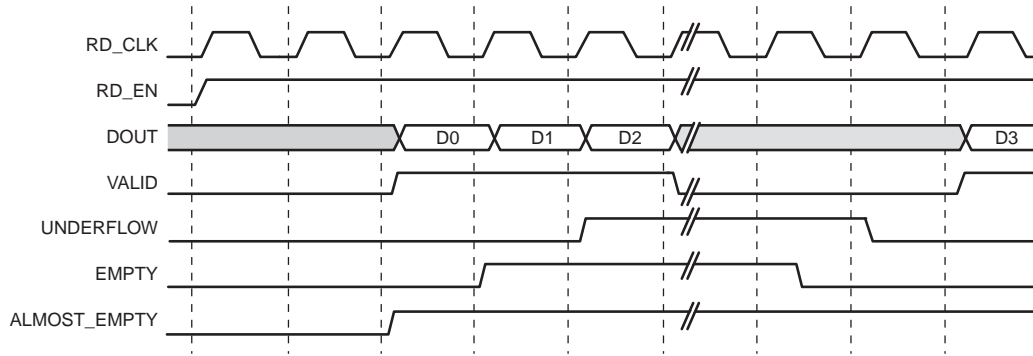 RD_CLK
RD_EN
DOUT D0 D1 D2 D3
VALID
UNDERFLOW
EMPTY
ALMOST_EMPTY